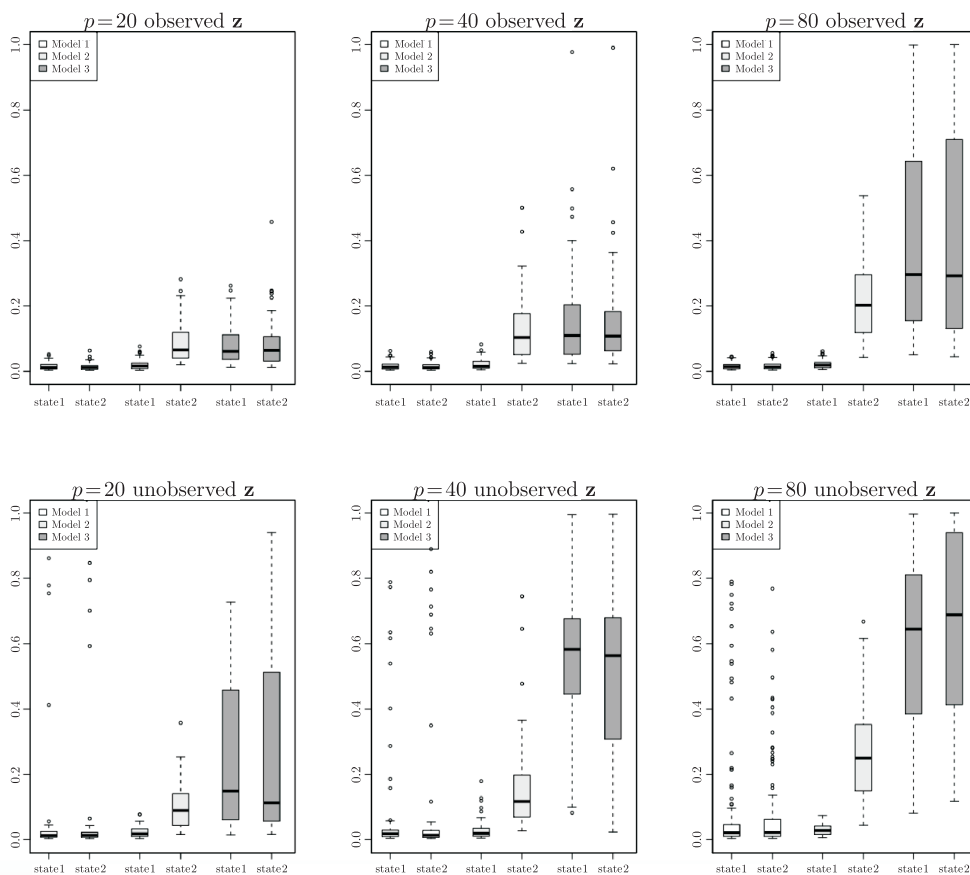 p=20 observed z
p=40 observed z
p=80 observed z
Model 1
Model 2
Model 3
Model 1
Model 2
Model 3
Model 1
Model 2
Model 3
1.0
0.8
0.6
0.4
0.2
0.0
1.0
0.8
0.6
0.4
0.2
0.0
1.0
0.8
0.6
0.4
0.2
0.0
state1 state2 state1 state2 state1 state2
state1 state2 state1 state2 state1 state2
state1 state2 state1 state2 state1 state2
p=20 unobserved z
p=40 unobserved z
p=80 unobserved z
Model 1
Model 2
Model 3
Model 1
Model 2
Model 3
Model 1
Model 2
Model 3
1.0
0.8
0.6
0.4
0.2
0.0
1.0
0.8
0.6
0.4
0.2
0.0
1.0
0.8
0.6
0.4
0.2
0.0
state1 state2 state1 state2 state1 state2
state1 state2 state1 state2 state1 state2
state1 state2 state1 state2 state1 state2